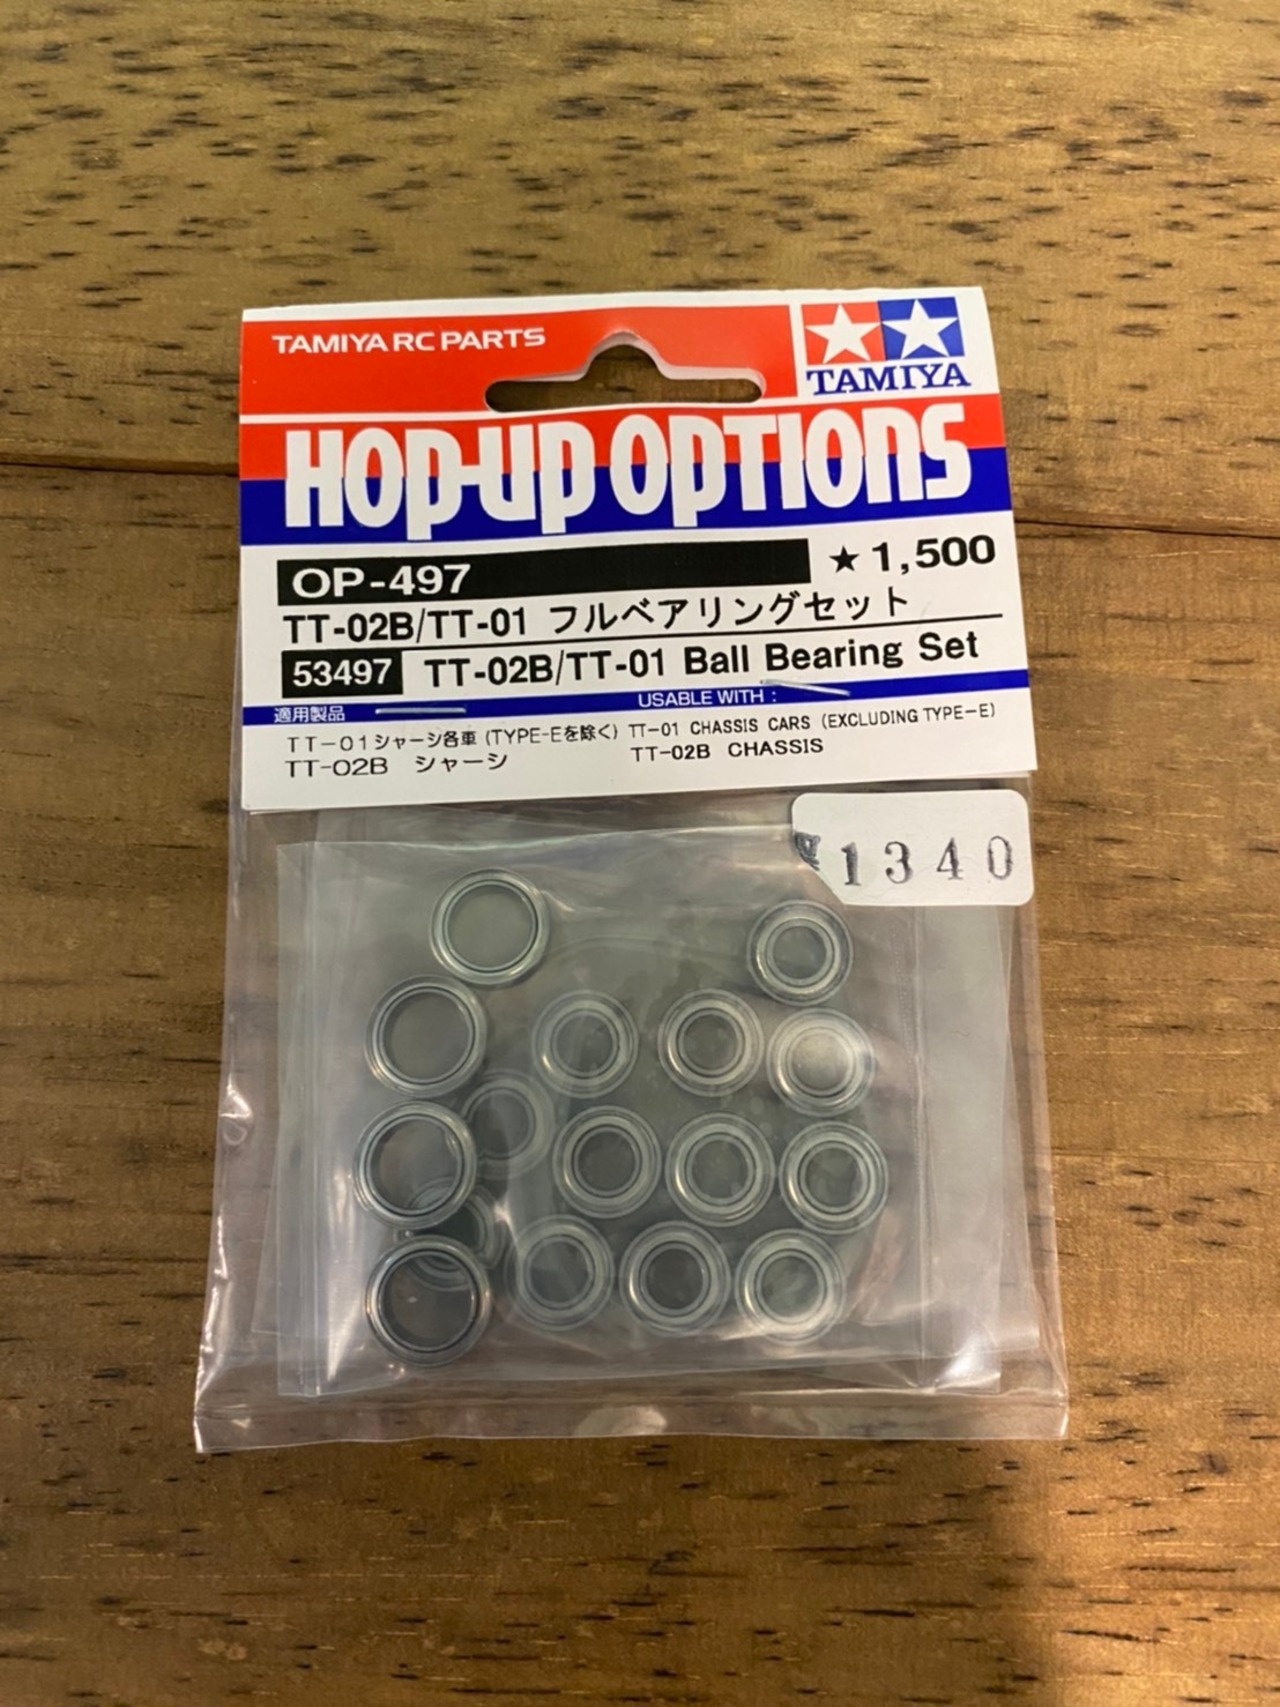 TAMIYA RC PARTS
TAMIYA
HOP-UP OPTIONS
OP-497
★ 1,500
TT-02B/TT-01 フルベアリングセット
53497 TT-02B/TT-01 Ball Bearing Set
適用製品 USABLE WITH :
TT-01シャーシ各車 (TYPE-Eを除く) TT-01 CHASSIS CARS (EXCLUDING TYPE-E)
TT-02B シャーシ TT-02B CHASSIS
1340